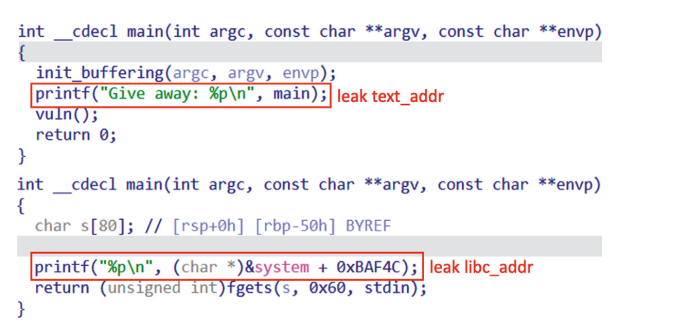 int __cdecl main(int argc, const char **argv, const char **envp)
{
init_buffering(argc, argv, envp);
printf("Give away: %p\n", main); leak text_addr
vuln();
return 0;
}
int __cdecl main(int argc, const char **argv, const char **envp)
{
char s[80]; // [rsp+0h] [rbp-50h] BYREF
printf("%p\n", (char *)&system + 0xBAF4C); leak libc_addr
return (unsigned int)fgets(s, 0x60, stdin);
}